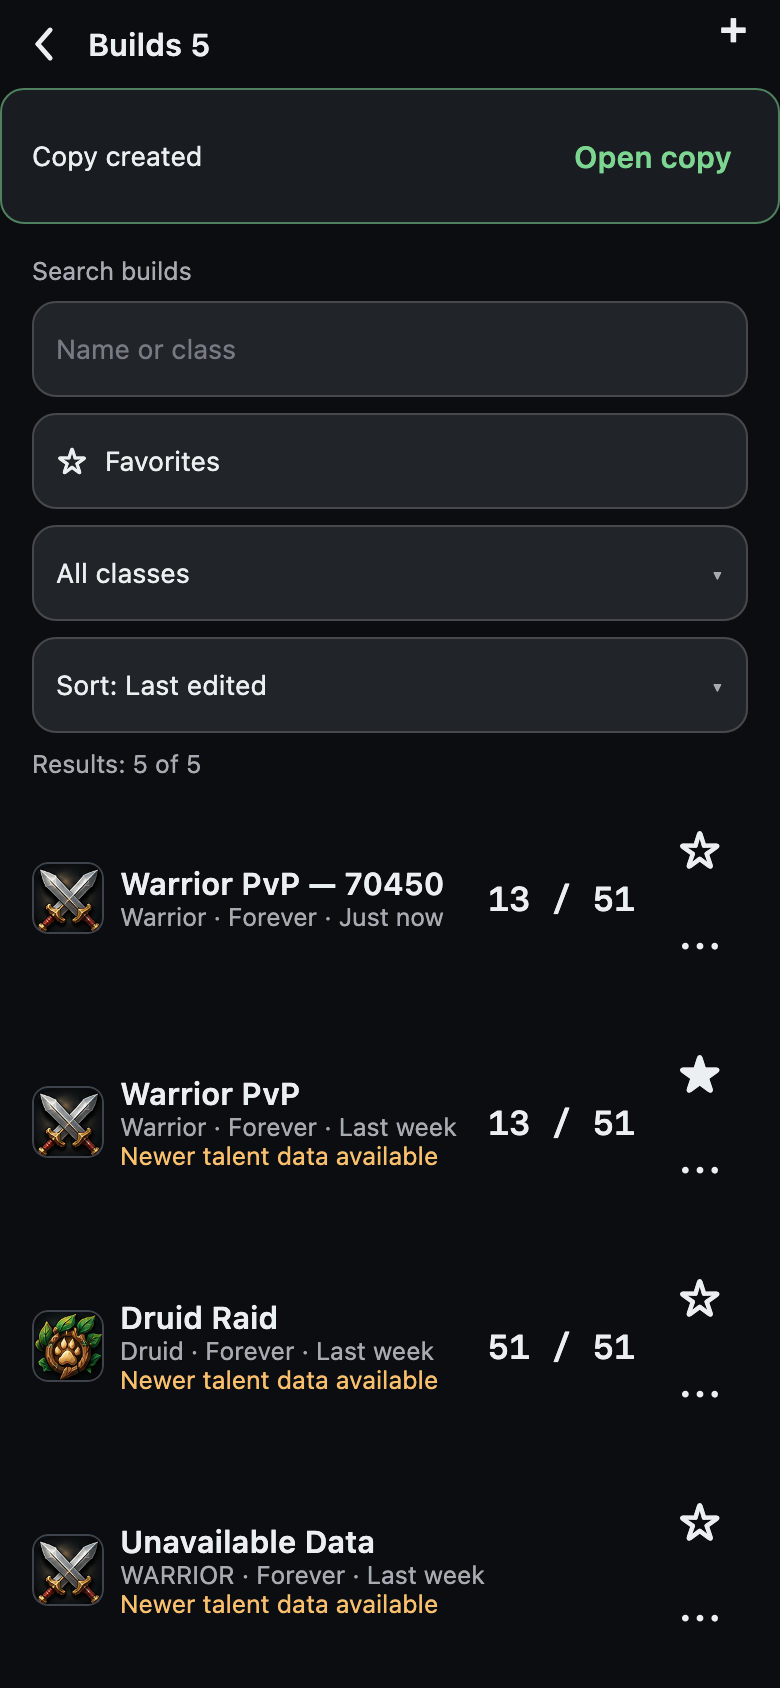 Builds 5
+
Copy created
Open copy
Search builds
Name or class
Favorites
All classes
Sort: Last edited
Results: 5 of 5
Warrior PvP — 70450
Warrior · Forever · Just now
13 / 51
Warrior PvP
Warrior · Forever · Last week
Newer talent data available
13 / 51
Druid Raid
Druid · Forever · Last week
Newer talent data available
51 / 51
Unavailable Data
WARRIOR · Forever · Last week
Newer talent data available